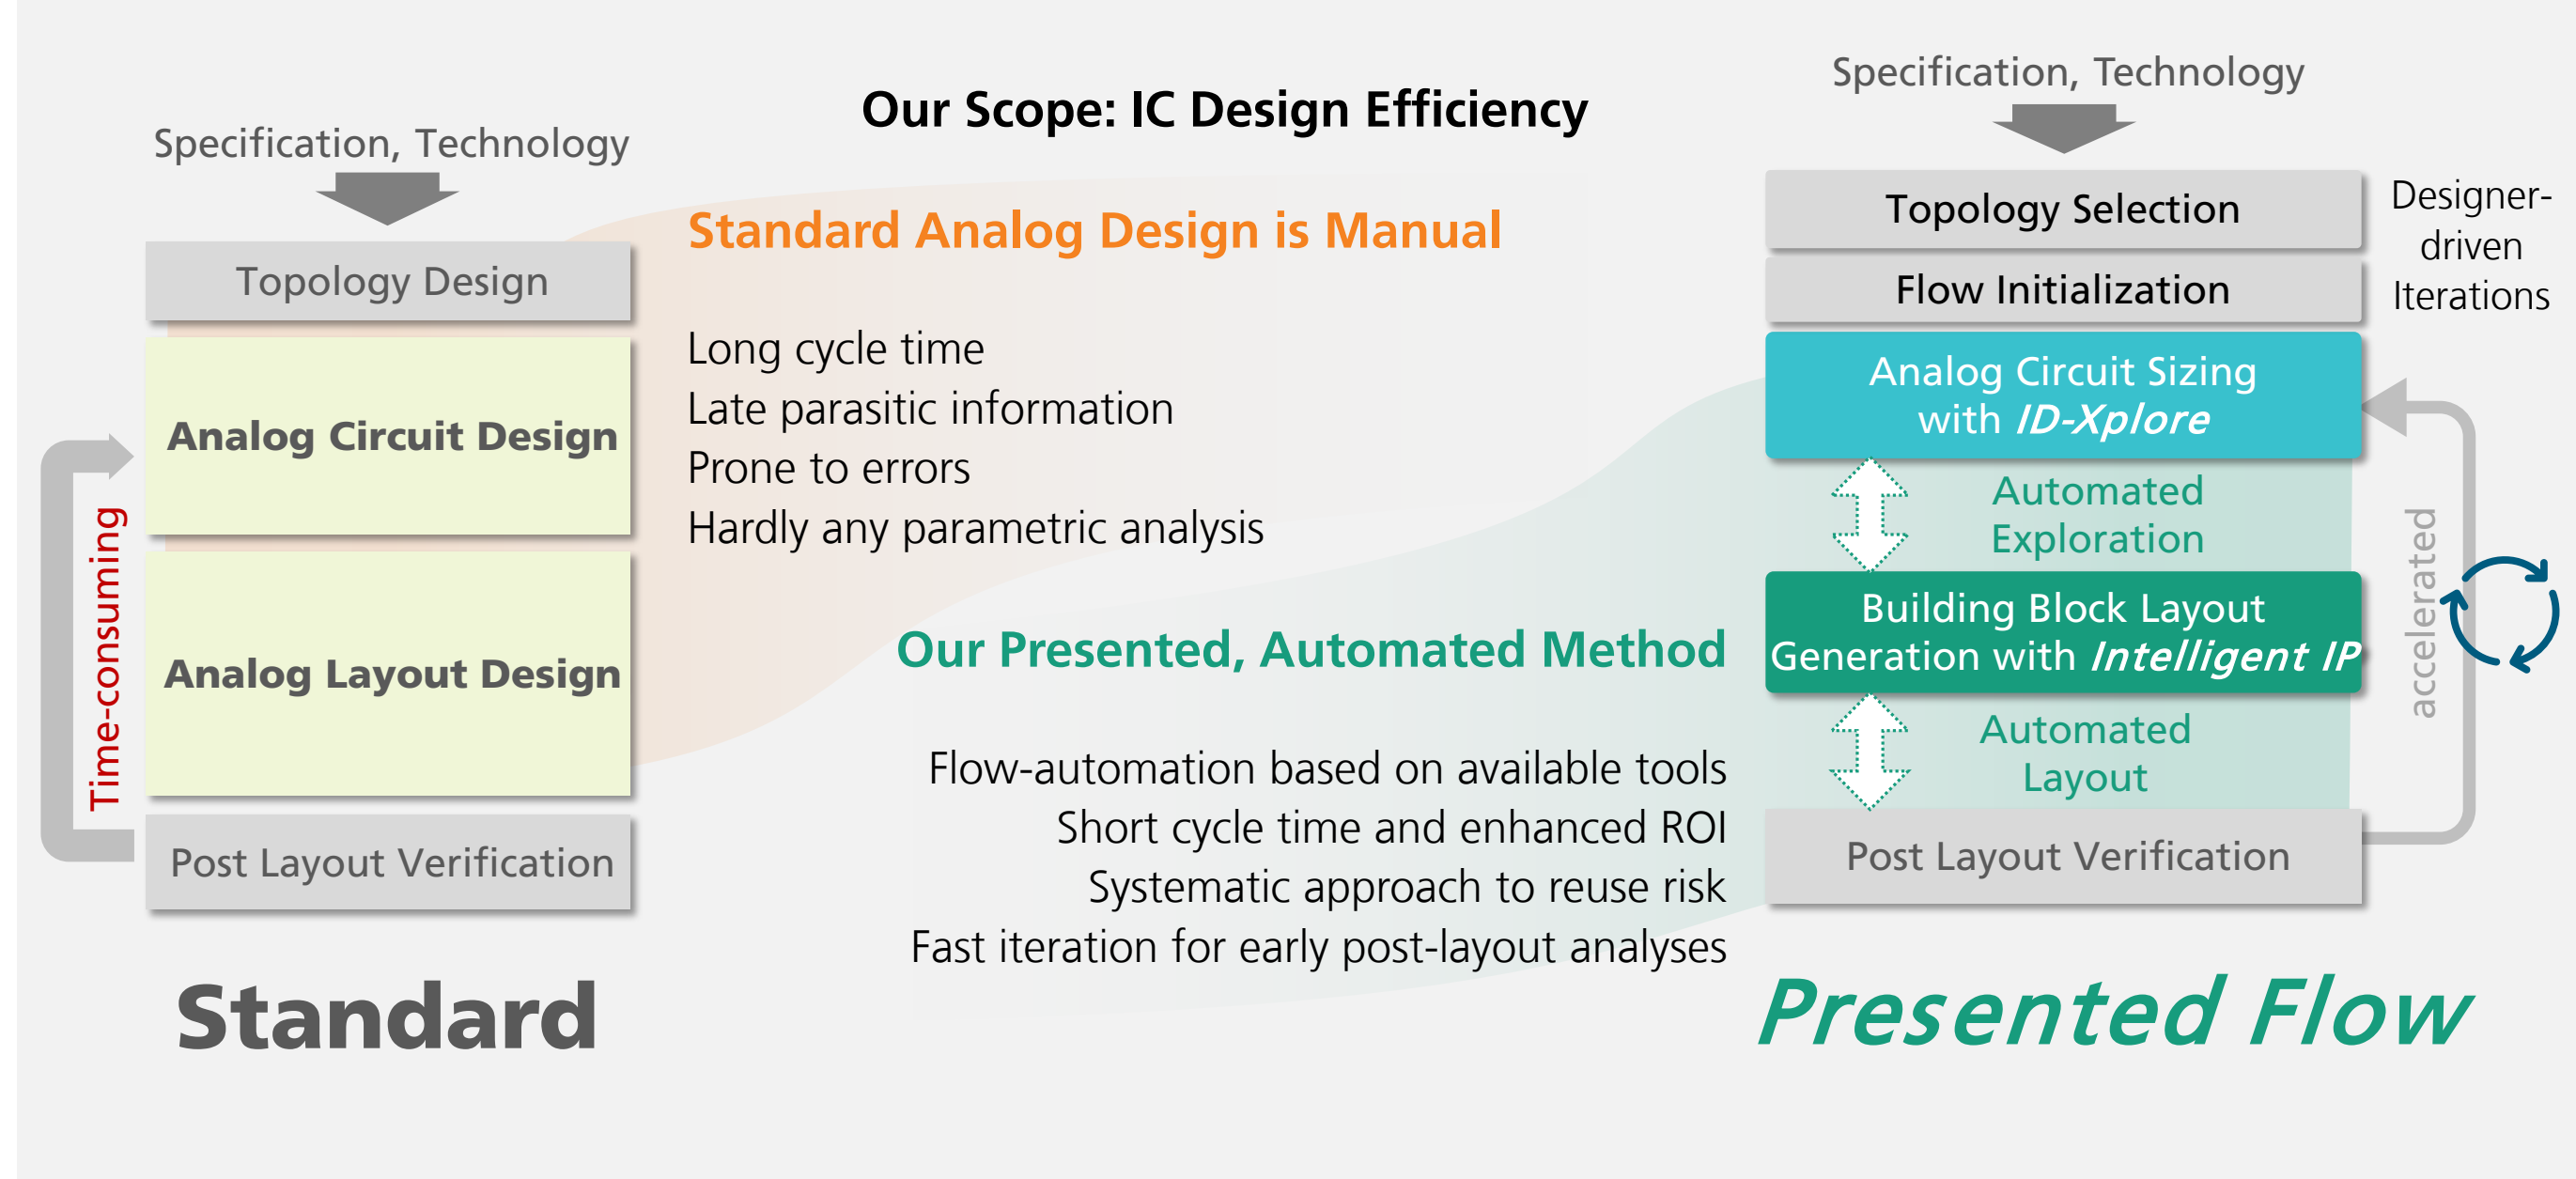 Our Scope: IC Design Efficiency
Specification, Technology
Topology Design
Analog Circuit Design
Analog Layout Design
Post Layout Verification
Time-consuming
Standard
Standard Analog Design is Manual
Long cycle time
Late parasitic information
Prone to errors
Hardly any parametric analysis
Our Presented, Automated Method
Flow-automation based on available tools
Short cycle time and enhanced ROI
Systematic approach to reuse risk
Fast iteration for early post-layout analyses
Specification, Technology
Topology Selection
Flow Initialization
Designer-
driven
Iterations
Analog Circuit Sizing
with ID-Xplore
Automated
Exploration
Building Block Layout
Generation with Intelligent IP
Automated
Layout
Post Layout Verification
accelerated
Presented Flow